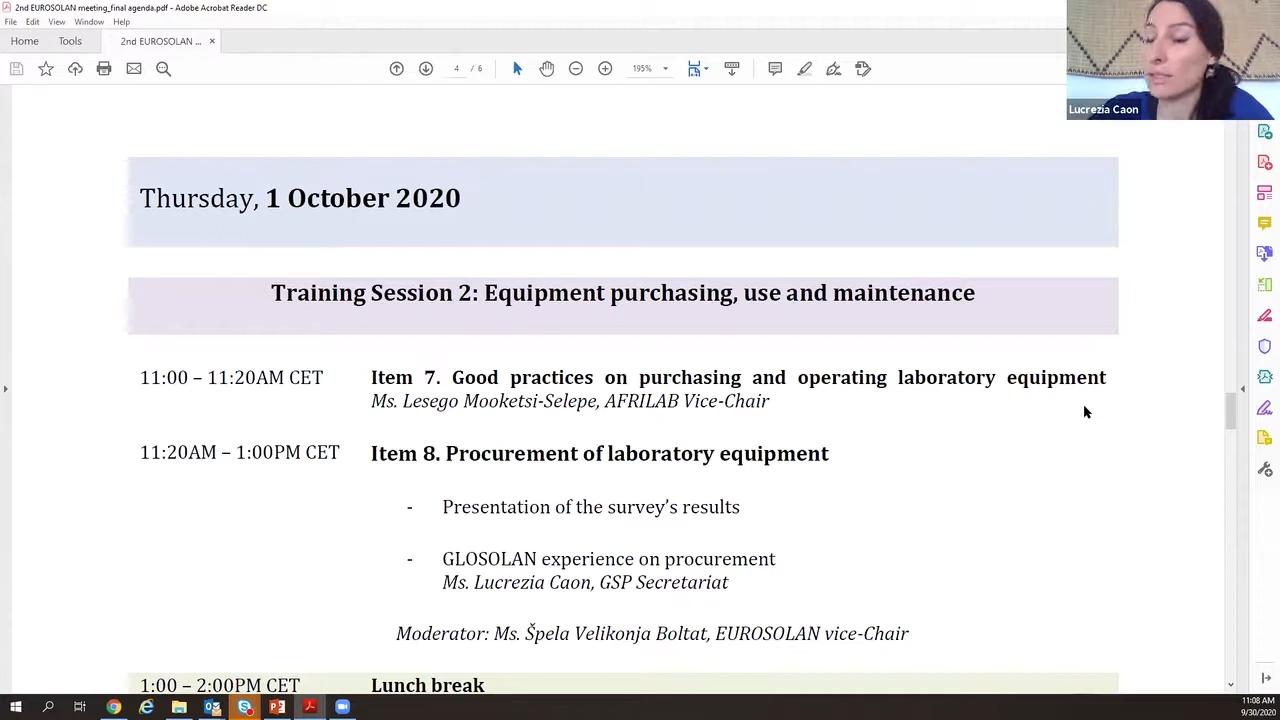 2nd EUROSOLAN meeting_final agenda.pdf - Adobe Acrobat Reader DC
File Edit View Window Help
Home Tools 2nd EUROSOLAN ... ×
4 / 6 195%
Lucrezia Caon
Thursday, 1 October 2020
Training Session 2: Equipment purchasing, use and maintenance
11:00 – 11:20AM CET Item 7. Good practices on purchasing and operating laboratory equipment
Ms. Lesego Mooketsi-Selepe, AFRILAB Vice-Chair
11:20AM – 1:00PM CET Item 8. Procurement of laboratory equipment
- Presentation of the survey’s results
- GLOSOLAN experience on procurement
Ms. Lucrezia Caon, GSP Secretariat
Moderator: Ms. Špela Velikonja Boltat, EUROSOLAN vice-Chair
1:00 – 2:00PM CET Lunch break
11:08 AM
9/30/2020